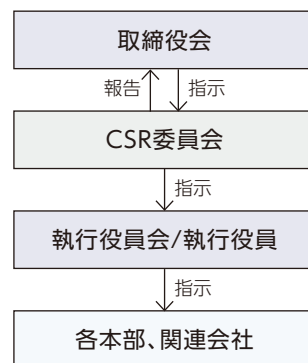 取締役会
報告 指示
CSR委員会
指示
執行役員会/執行役員
指示
各本部、関連会社